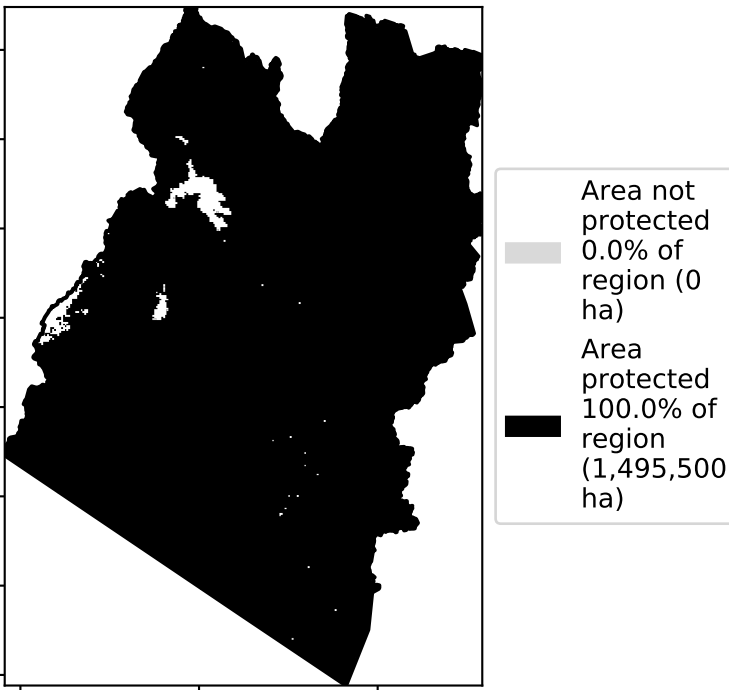 Area not
protected
0.0% of
region (0
ha)
Area
protected
100.0% of
region
(1,495,500
ha)